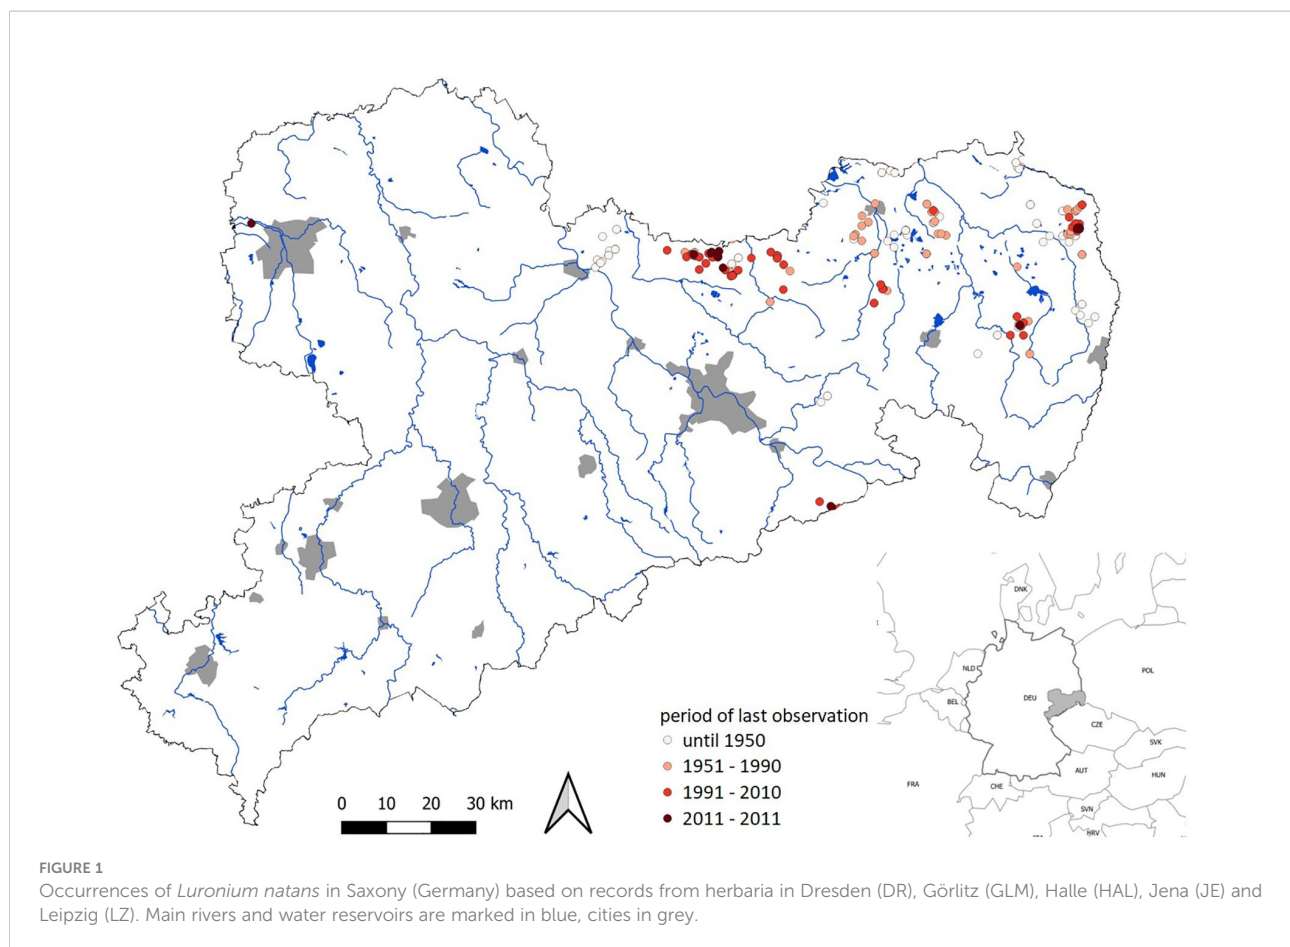 DNK
NLD
POL
BEL
DEU
CZE
SVK
FRA
AUT
HUN
CHE
SVN
HRV
period of last observation
until 1950
1951 - 1990
1991 - 2010
2011 - 2011
0 10 20 30 km
FIGURE 1
Occurrences of Luronium natans in Saxony (Germany) based on records from herbaria in Dresden (DR), Görlitz (GLM), Halle (HAL), Jena (JE) and
Leipzig (LZ). Main rivers and water reservoirs are marked in blue, cities in grey.